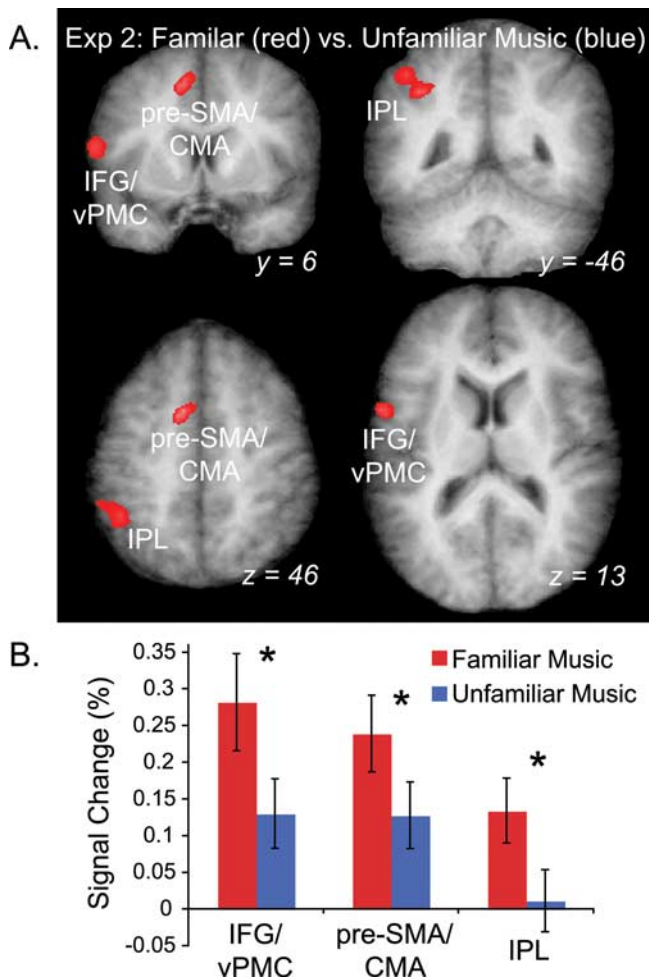 A.
Exp 2: Familar (red) vs. Unfamiliar Music (blue)
pre-SMA/
CMA
IFG/
vPMC
y = 6
IPL
y = -46
pre-SMA/
CMA
IPL
z = 46
IFG/
vPMC
z = 13
B.
Signal Change (%)
0.35
0.3
0.25
0.2
0.15
0.1
0.05
0
-0.05
Familiar Music
Unfamiliar Music
*
*
*
IFG/
vPMC
pre-SMA/
CMA
IPL